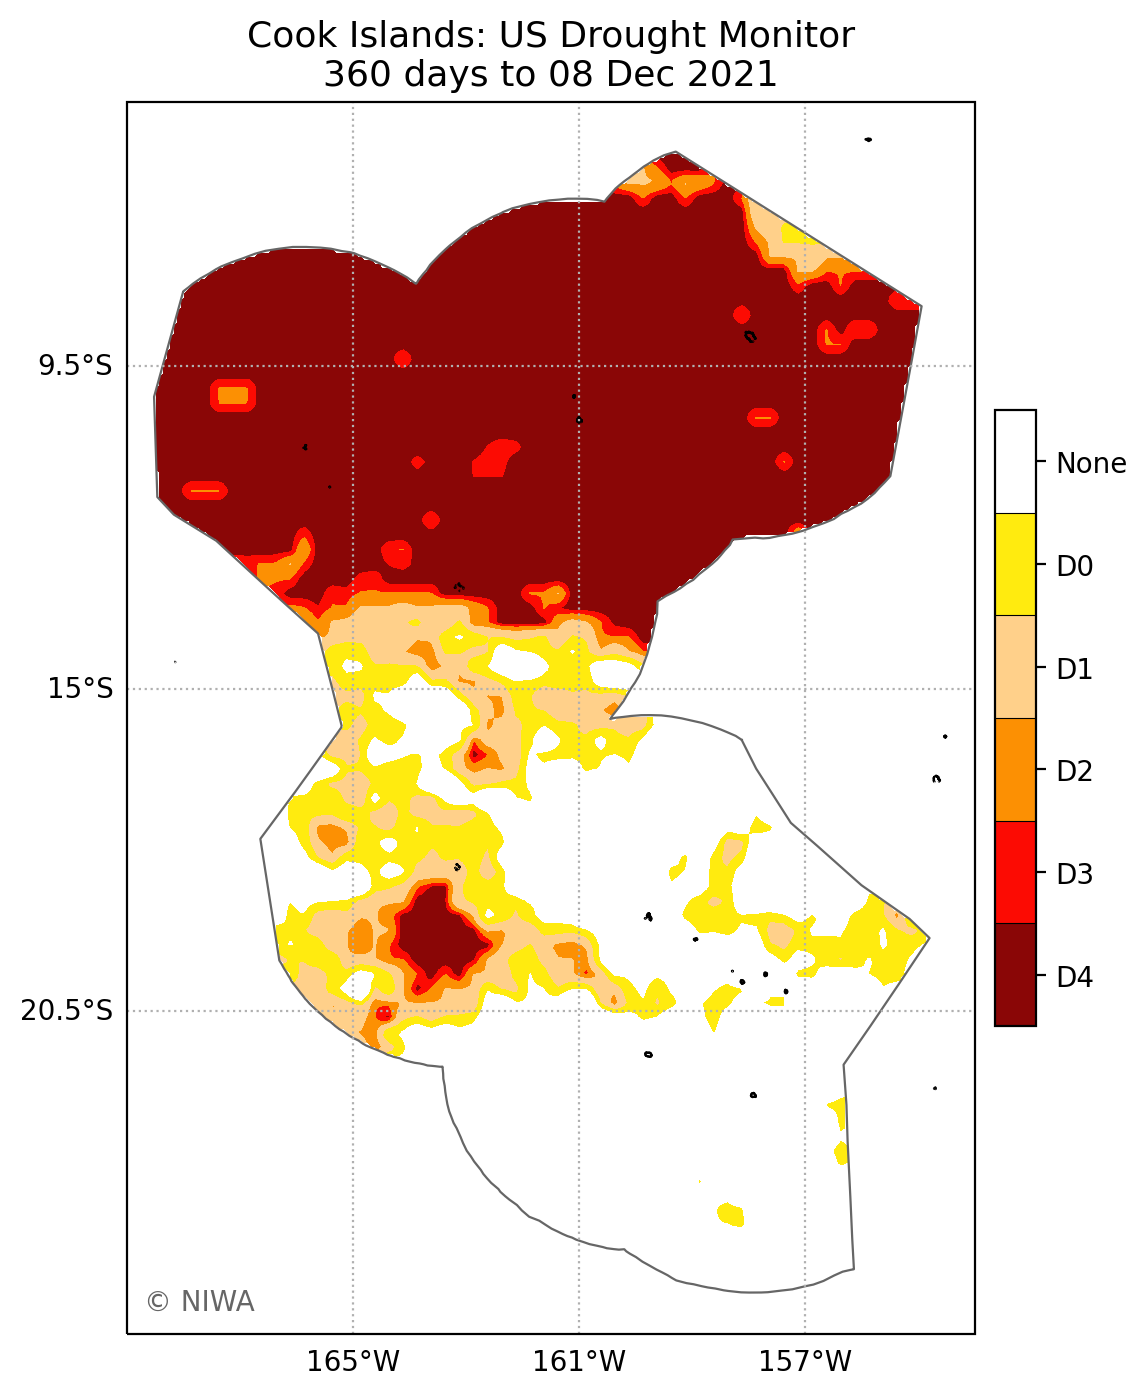 Cook Islands: US Drought Monitor
360 days to 08 Dec 2021
9.5°S
15°S
20.5°S
165°W 161°W 157°W
None
D0
D1
D2
D3
D4
© NIWA